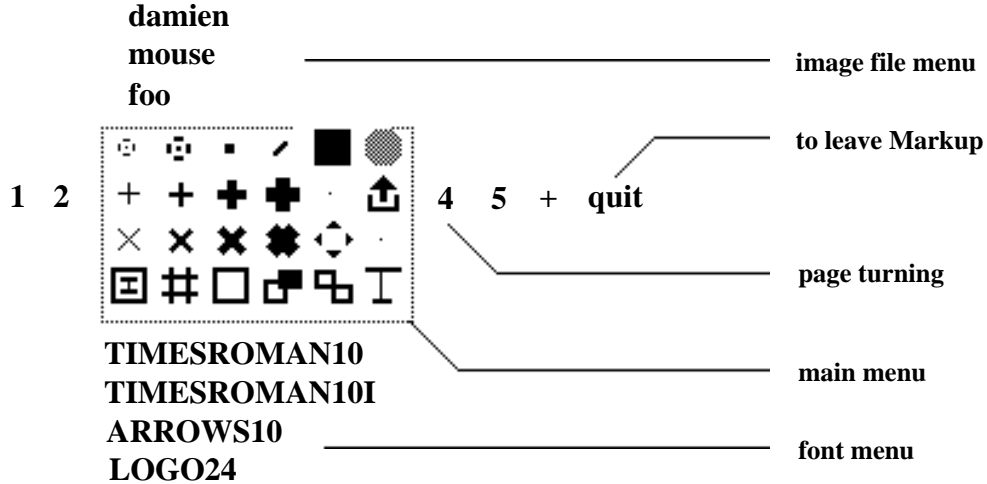 damien
mouse
image file menu
foo
to leave Markup
1 2 4 5 + quit
page turning
TIMESROMAN10
main menu
TIMESROMAN10I
ARROWS10
font menu
LOGO24